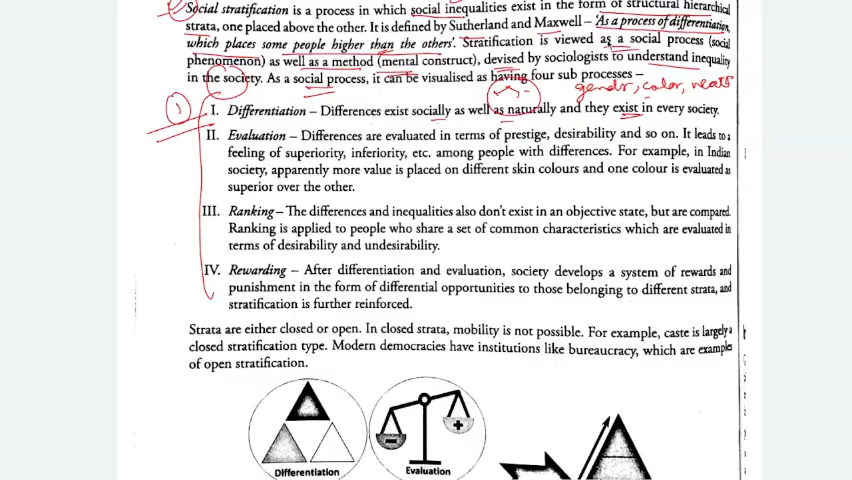 Social stratification is a process in which social inequalities exist in the form of structural hierarchical
strata, one placed above the other. It is defined by Sutherland and Maxwell – 'As a process of differentiation,
which places some people higher than the others'. Stratification is viewed as a social process (social
phenomenon) as well as a method (mental construct), devised by sociologists to understand inequality
in the society. As a social process, it can be visualised as having four sub processes –
gender, color,
1
I. Differentiation – Differences exist socially as well as naturally and they exist in every society.
II. Evaluation – Differences are evaluated in terms of prestige, desirability and so on. It leads to a
feeling of superiority, inferiority, etc. among people with differences. For example, in Indian
society, apparently more value is placed on different skin colours and one colour is evaluated as
superior over the other.
III. Ranking – The differences and inequalities also don't exist in an objective state, but are compared.
Ranking is applied to people who share a set of common characteristics which are evaluated in
terms of desirability and undesirability.
IV. Rewarding – After differentiation and evaluation, society develops a system of rewards and
punishment in the form of differential opportunities to those belonging to different strata, and
stratification is further reinforced.
Strata are either closed or open. In closed strata, mobility is not possible. For example, caste is largely a
closed stratification type. Modern democracies have institutions like bureaucracy, which are examples
of open stratification.
Differentiation
Evaluation